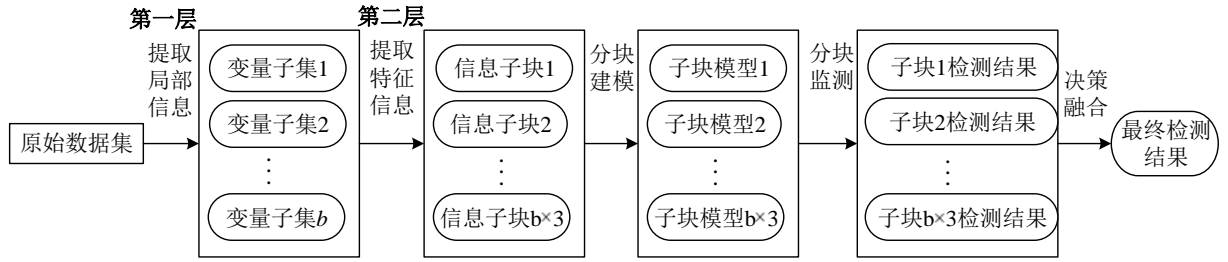 第一层
提取
局部
信息
第二层
提取
特征
信息
原始数据集
变量子集1
变量子集2
⋮
变量子集b
信息子块1
信息子块2
⋮
信息子块b×3
分块
建模
子块模型1
子块模型2
⋮
子块模型b×3
分块
监测
子块1检测结果
子块2检测结果
⋮
子块b×3检测结果
决策
融合
最终检测
结果